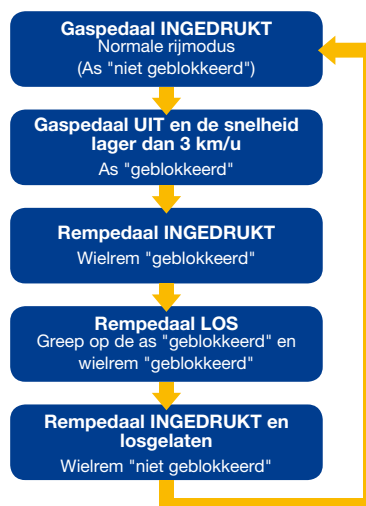 Gaspedaal INGEDRUKT
Normale rijmodus
(As "niet geblokkeerd")
Gaspedaal UIT en de snelheid
lager dan 3 km/u
As "geblokkeerd"
Rempedaal INGEDRUKT
Wielrem "geblokkeerd"
Rempedaal LOS
Greep op de as "geblokkeerd" en
wielrem "geblokkeerd"
Rempedaal INGEDRUKT en
losgelaten
Wielrem "niet geblokkeerd"